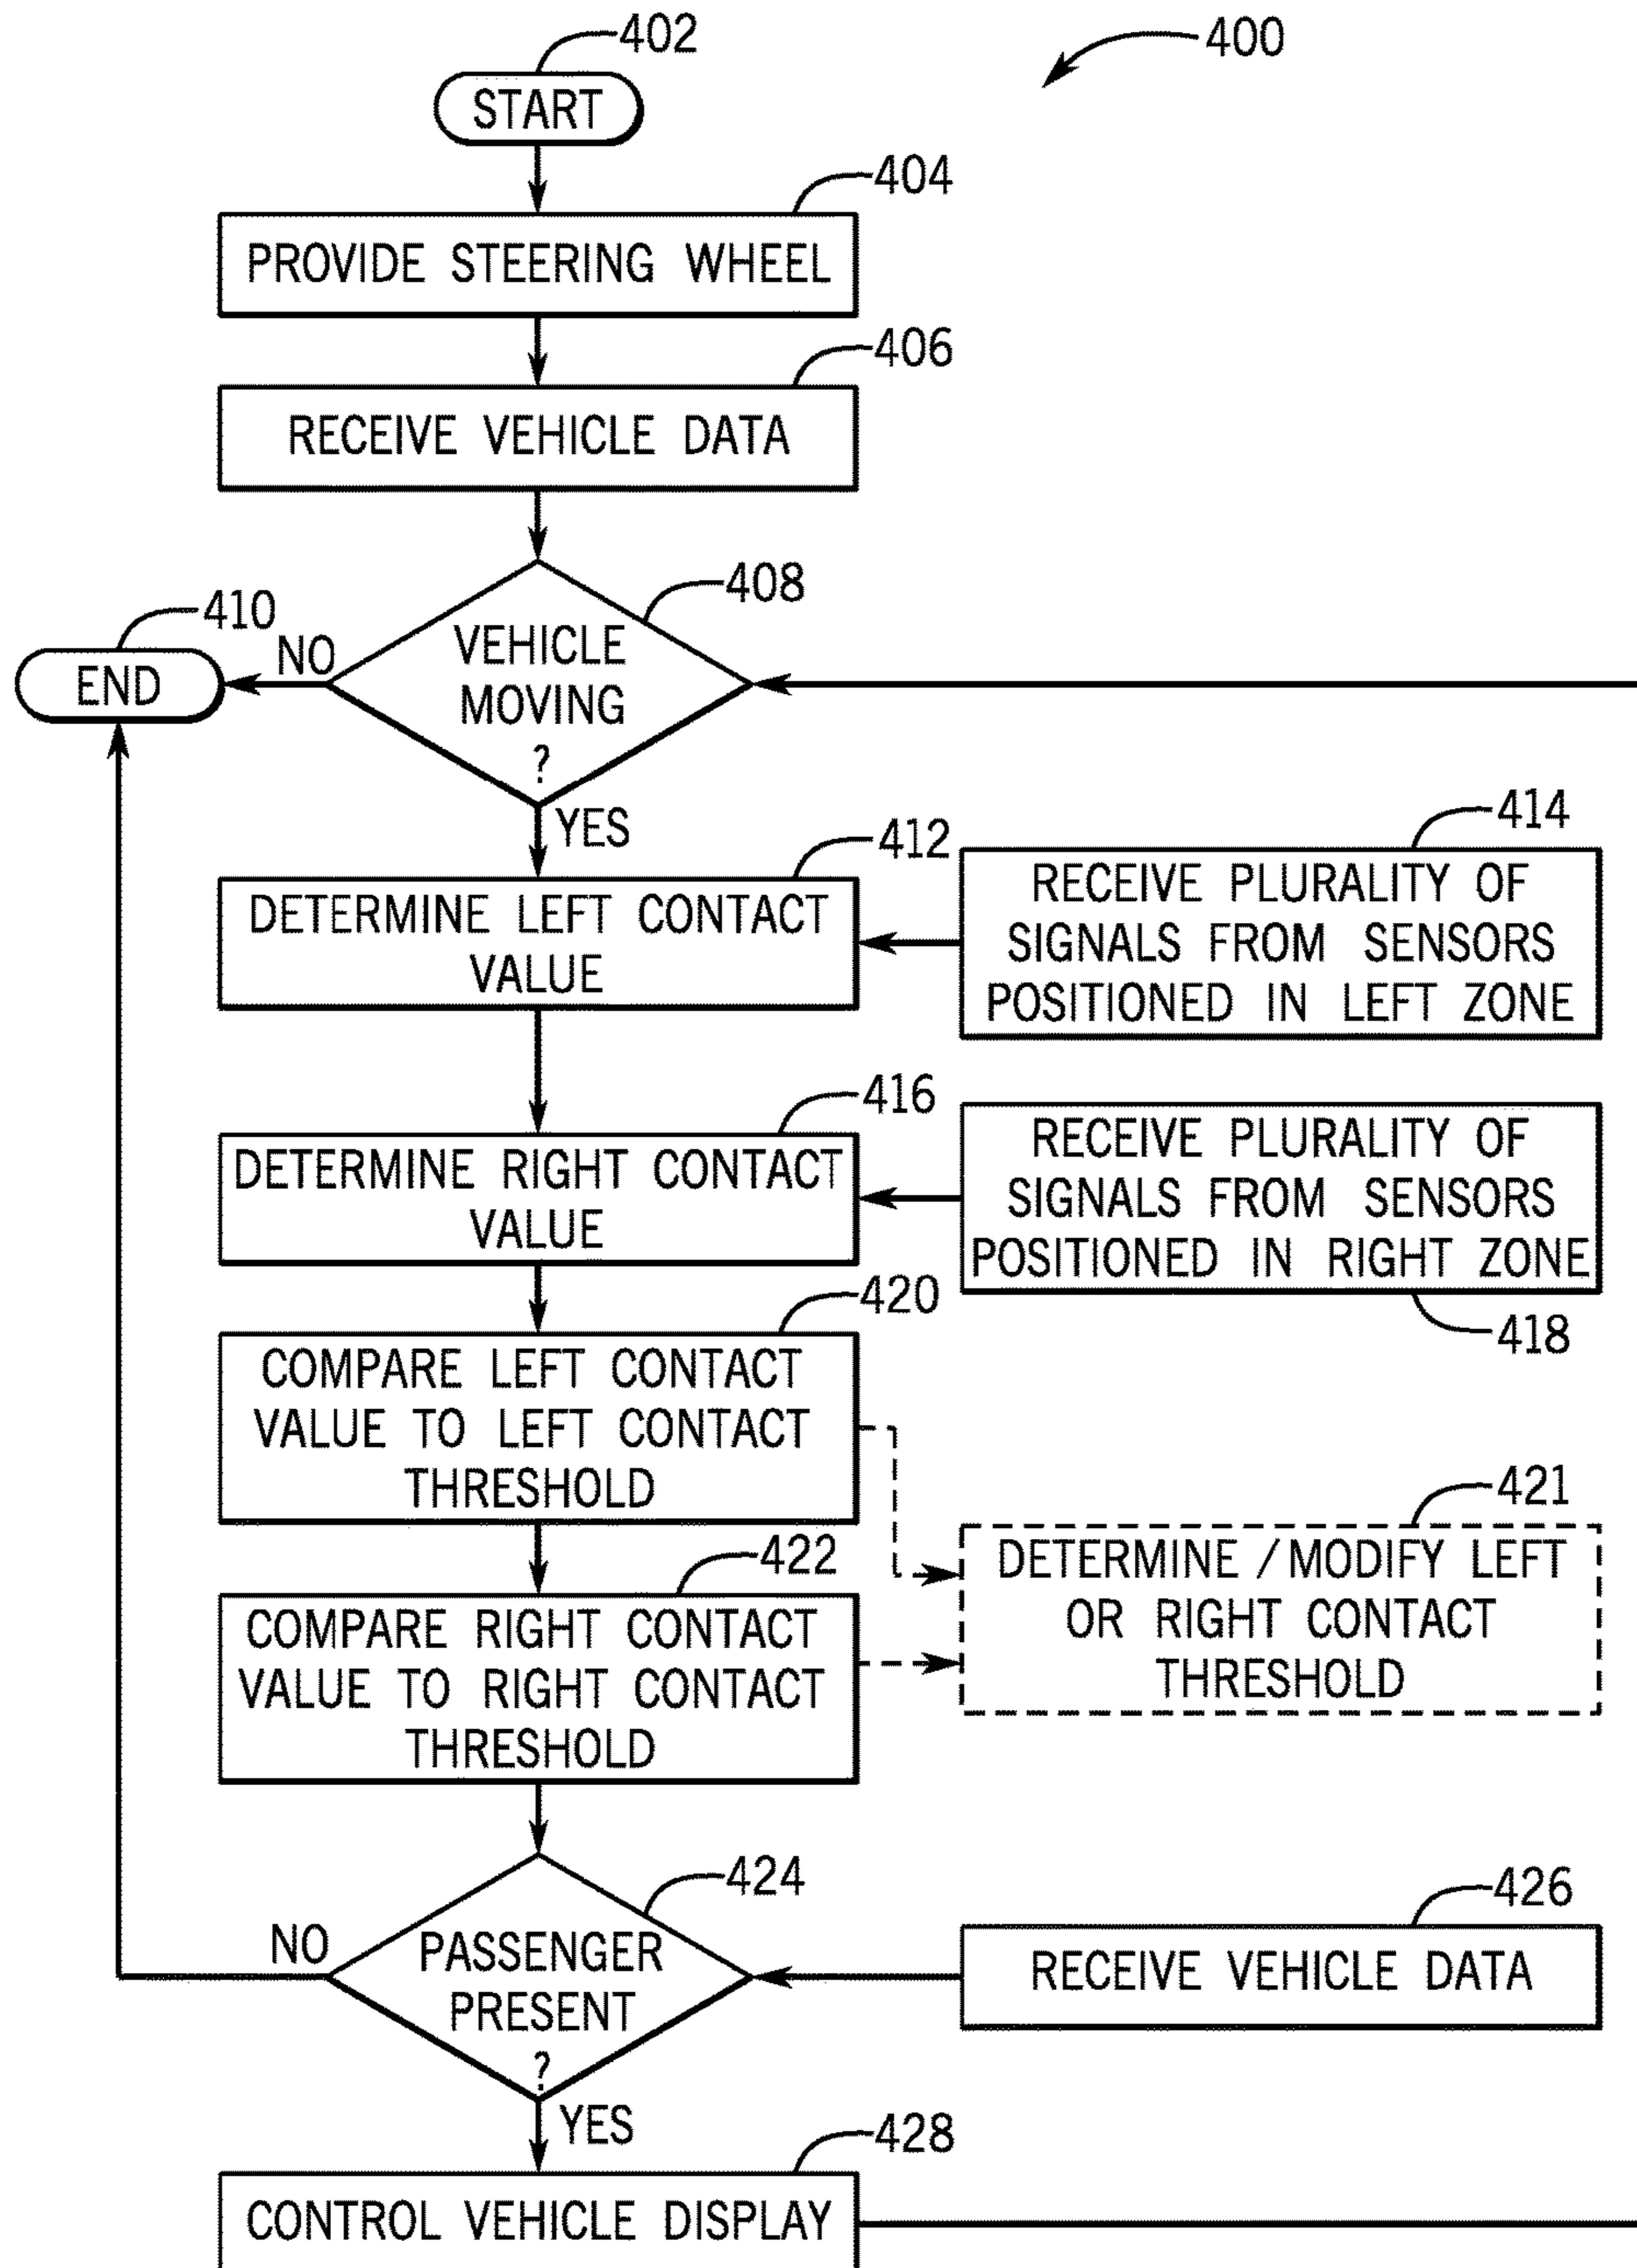 402
400
START
404
PROVIDE STEERING WHEEL
406
RECEIVE VEHICLE DATA
408
410
NO
VEHICLE
MOVING
?
END
YES
412
414
DETERMINE LEFT CONTACT
VALUE
RECEIVE PLURALITY OF
SIGNALS FROM SENSORS
POSITIONED IN LEFT ZONE
416
DETERMINE RIGHT CONTACT
VALUE
RECEIVE PLURALITY OF
SIGNALS FROM SENSORS
POSITIONED IN RIGHT ZONE
418
420
COMPARE LEFT CONTACT
VALUE TO LEFT CONTACT
THRESHOLD
421
DETERMINE / MODIFY LEFT
OR RIGHT CONTACT
THRESHOLD
422
COMPARE RIGHT CONTACT
VALUE TO RIGHT CONTACT
THRESHOLD
424
NO
PASSENGER
PRESENT
?
426
RECEIVE VEHICLE DATA
YES
428
CONTROL VEHICLE DISPLAY